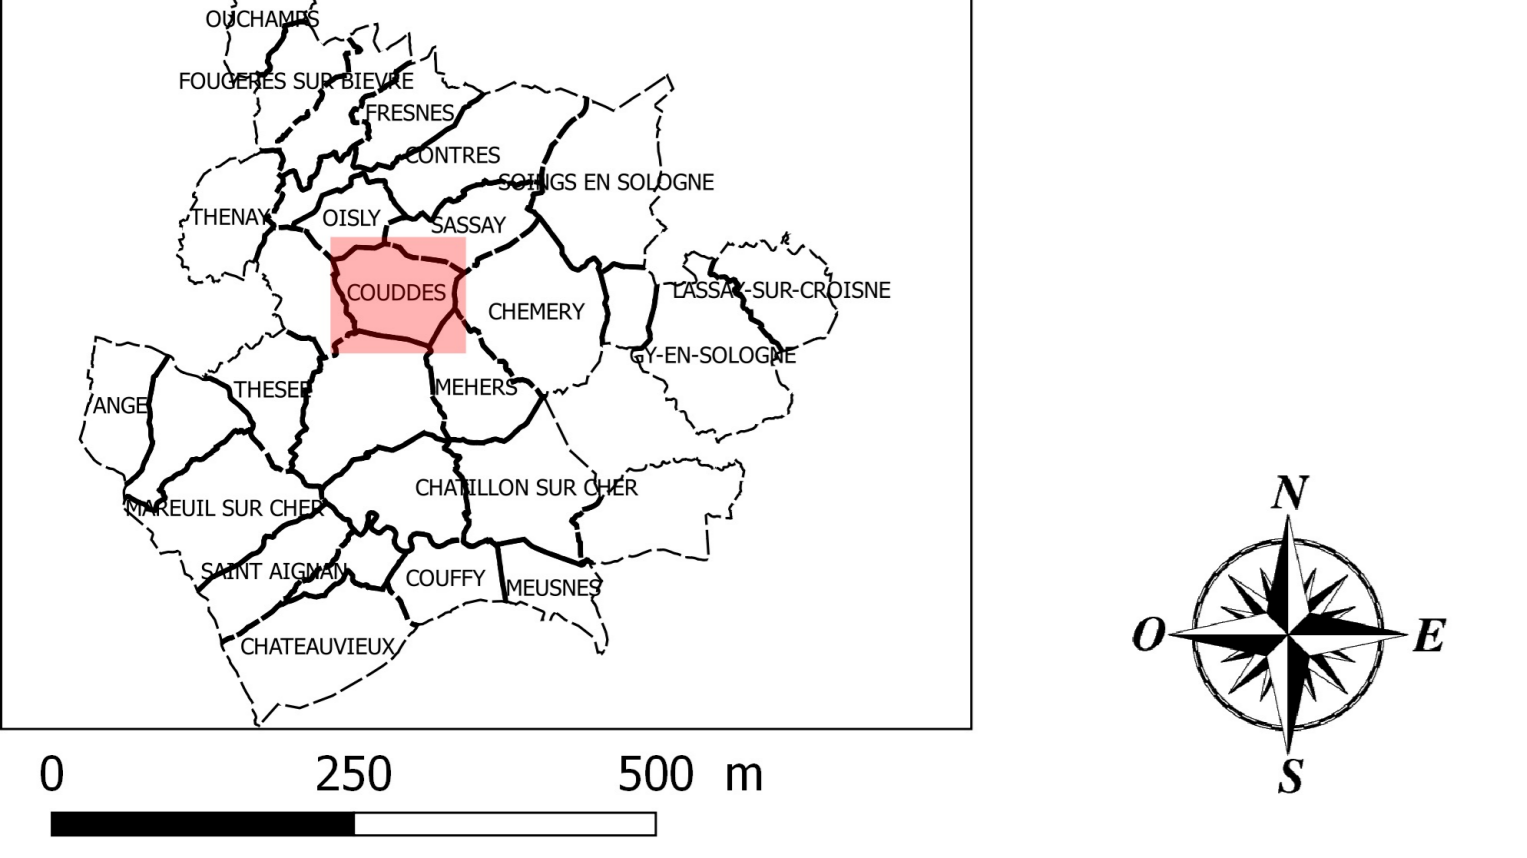 OUCHAMPS
FOUGERES SUR BIEVRE
FRESNES
CONTRES
SOINGS EN SOLOGNE
THENAY
OISLY
SASSAY
COUDDES
CHEMERY
LASSAY-SUR-CROISNE
GY-EN-SOLOGNE
THESEE
MEHERS
ANGE
CHATILLON SUR CHER
MAREUIL SUR CHER
SAINT AIGNAN
COUFFY
MEUSNES
CHATEAUVIEUX
N
O
E
S
0 250 500 m